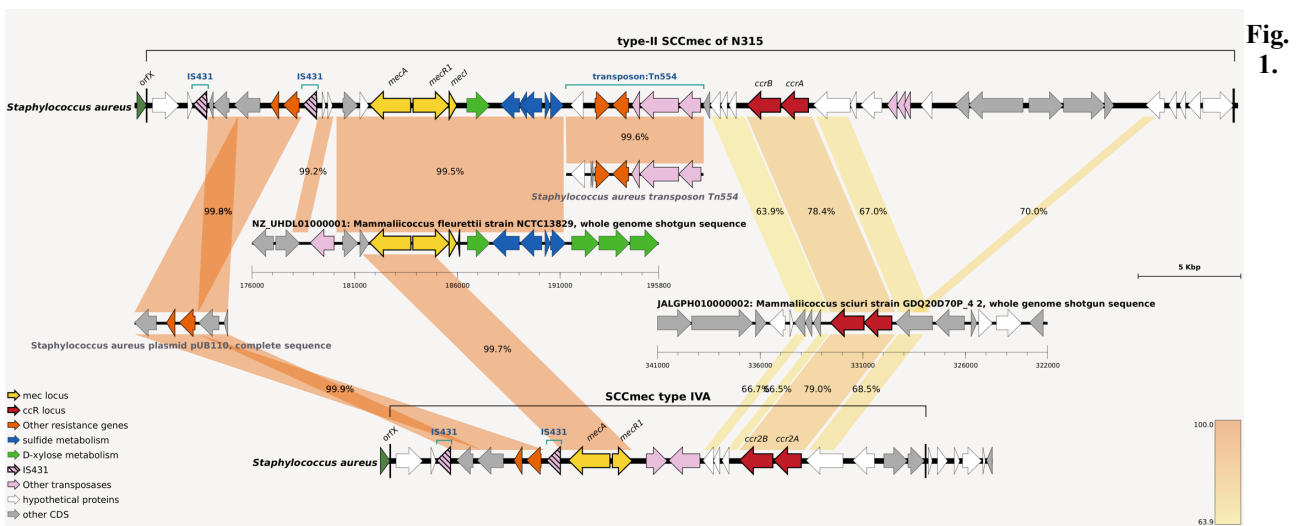 Fig.
1.
type-II SCCmec of N315
orfX
IS431
IS431
mecA
mecR1
mecI
transposon:Tn554
ccrB
ccrA
Staphylococcus aureus
99.6%
99.2%
99.5%
Staphylococcus aureus transposon Tn554
99.8%
63.9%
78.4%
67.0%
70.0%
NZ_UHDL01000001: Mammaliicoccus fleurettii strain NCTC13829, whole genome shotgun sequence
176000
181000
186000
191000
195800
5 Kbp
JALGPH010000002: Mammaliicoccus sciuri strain GDQ20D70P_4 2, whole genome shotgun sequence
341000
336000
331000
326000
322000
Staphylococcus aureus plasmid pUB110, complete sequence
99.7%
99.9%
66.7%
66.5%
79.0%
68.5%
SCCmec type IVA
orfX
IS431
IS431
mecA
mecR1
ccr2B
ccr2A
Staphylococcus aureus
mec locus
ccR locus
Other resistance genes
sulfide metabolism
D-xylose metabolism
IS431
Other transposases
hypothetical proteins
other CDS
100.0
63.9